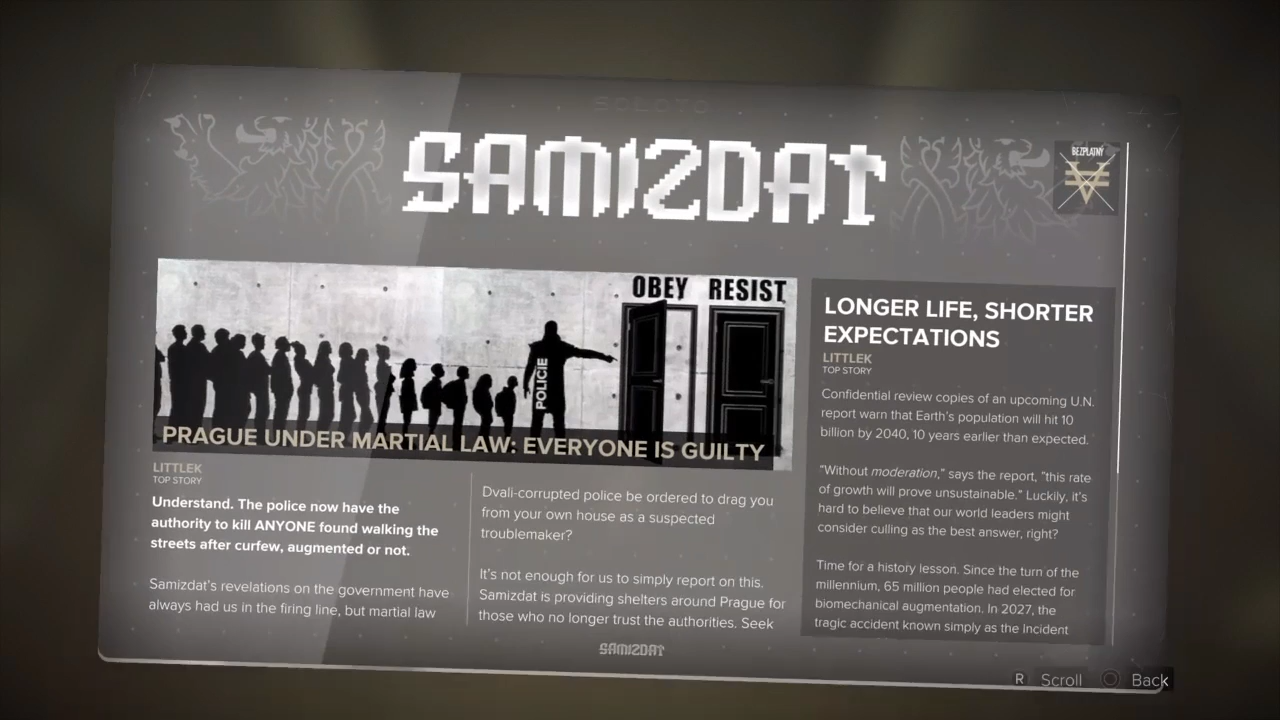 SAMIZDAT
BEZPLATNY
OBEY RESIST
POLICIE
PRAGUE UNDER MARTIAL LAW: EVERYONE IS GUILTY
LITTLEK
TOP STORY
Understand. The police now have the
authority to kill ANYONE found walking the
streets after curfew, augmented or not.
Samizdat's revelations on the government have
always had us in the firing line, but martial law
Dvali-corrupted police be ordered to drag you
from your own house as a suspected
troublemaker?
It's not enough for us to simply report on this.
Samizdat is providing shelters around Prague for
those who no longer trust the authorities. Seek
LONGER LIFE, SHORTER
EXPECTATIONS
LITTLEK
TOP STORY
Confidential review copies of an upcoming U.N.
report warn that Earth's population will hit 10
billion by 2040, 10 years earlier than expected.
"Without moderation," says the report, "this rate
of growth will prove unsustainable." Luckily, it's
hard to believe that our world leaders might
consider culling as the best answer, right?
Time for a history lesson. Since the turn of the
millennium, 65 million people had elected for
biomechanical augmentation. In 2027, the
tragic accident known simply as the Incident
SAMIZDAT
R Scroll Back